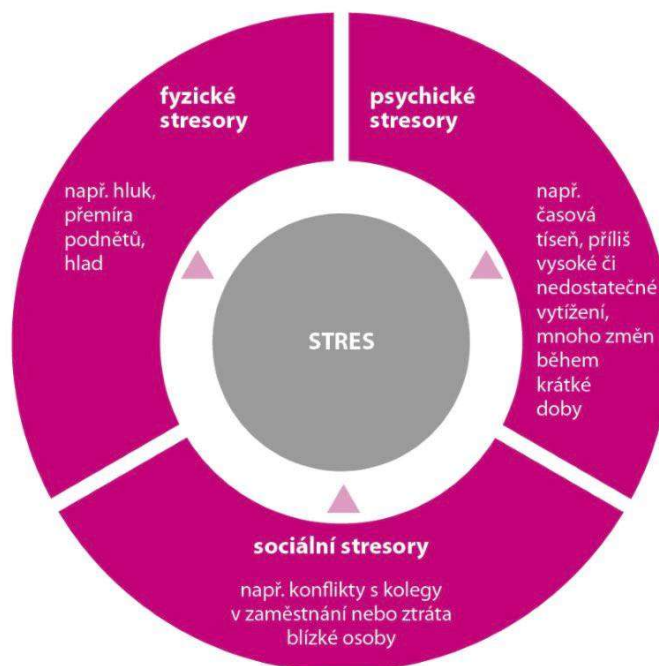 fyzické
stresory
např. hluk,
přemíra
podnětů,
hlad
psychické
stresory
např.
časová
tíseň, příliš
vysoké či
nedostatečné
vytížení,
mnoho změn
během
krátké
doby
STRES
sociální stresory
např. konflikty s kolegy
v zaměstnání nebo ztráta
blízké osoby